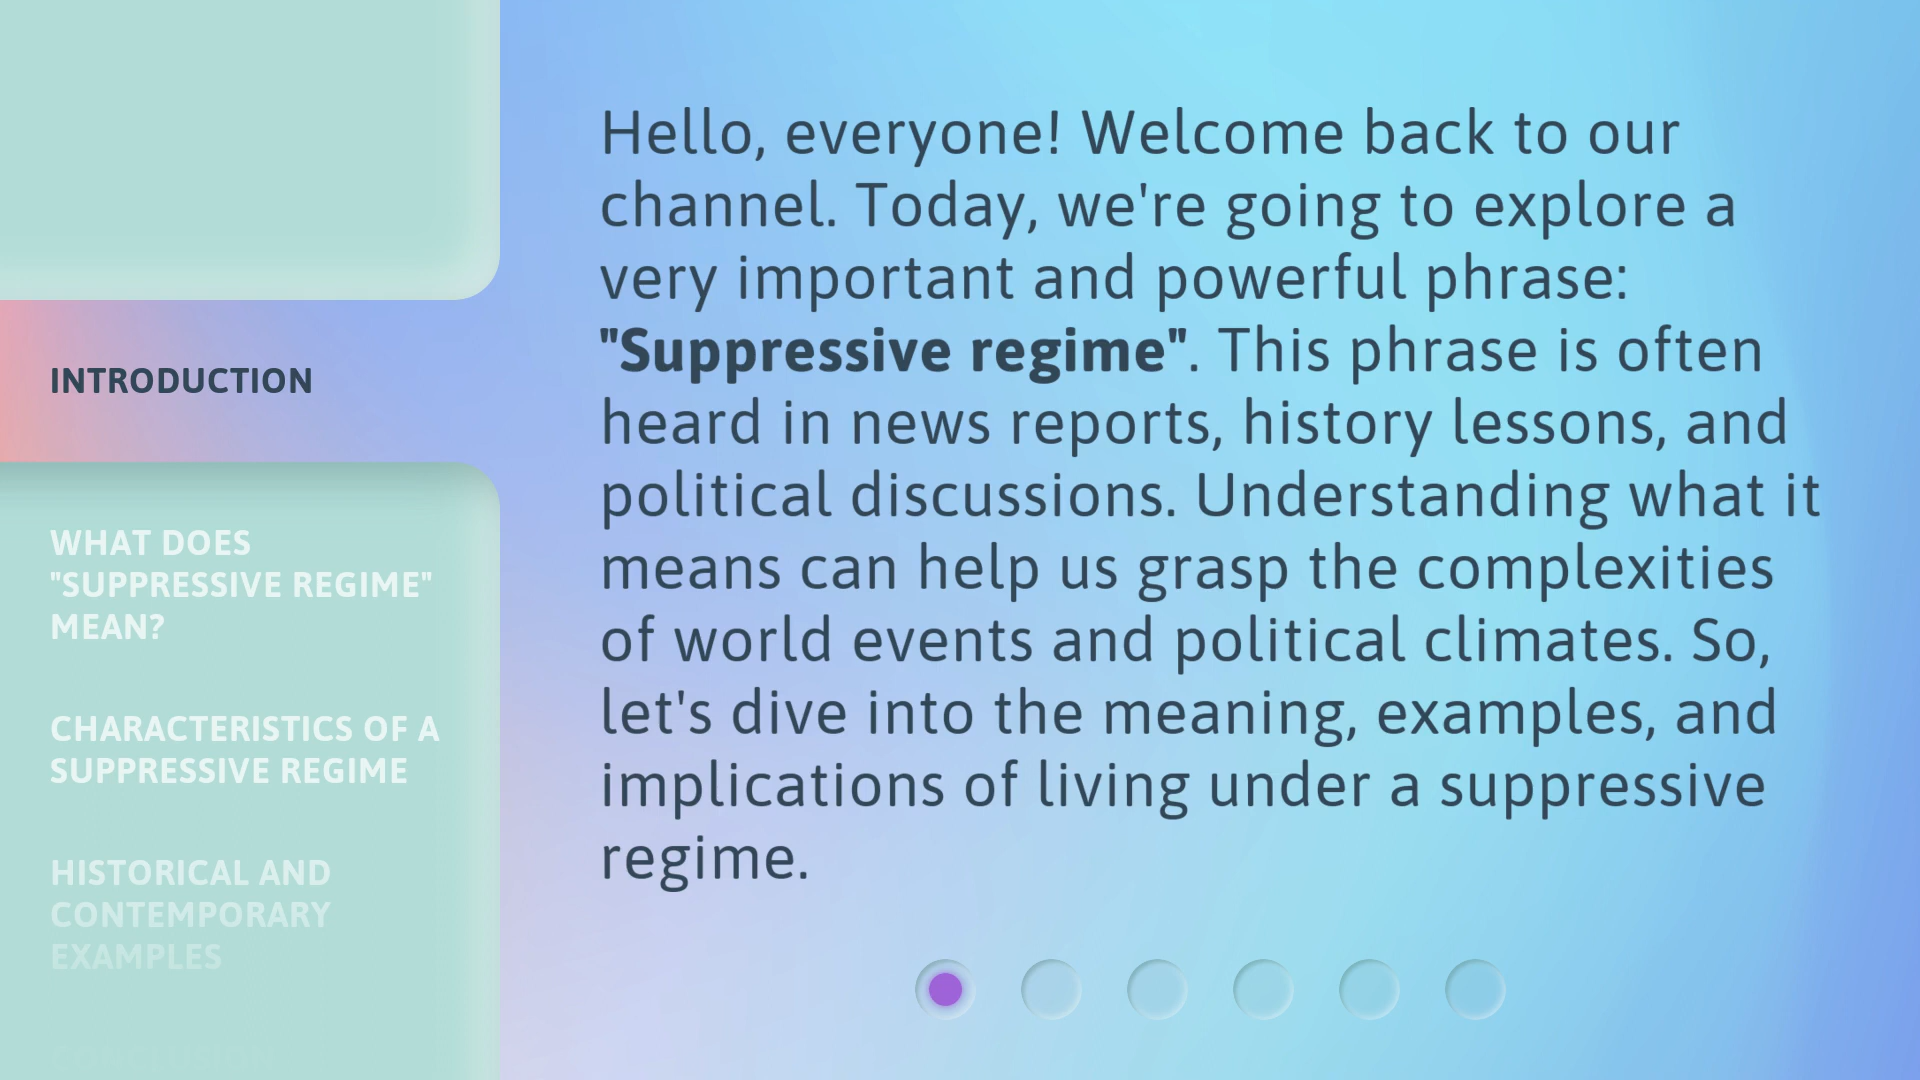 INTRODUCTION
WHAT DOES
"SUPPRESSIVE REGIME"
MEAN?
CHARACTERISTICS OF A
SUPPRESSIVE REGIME
HISTORICAL AND
CONTEMPORARY
EXAMPLES
CONCLUSION
Hello, everyone! Welcome back to our
channel. Today, we're going to explore a
very important and powerful phrase:
"Suppressive regime". This phrase is often
heard in news reports, history lessons, and
political discussions. Understanding what it
means can help us grasp the complexities
of world events and political climates. So,
let's dive into the meaning, examples, and
implications of living under a suppressive
regime.